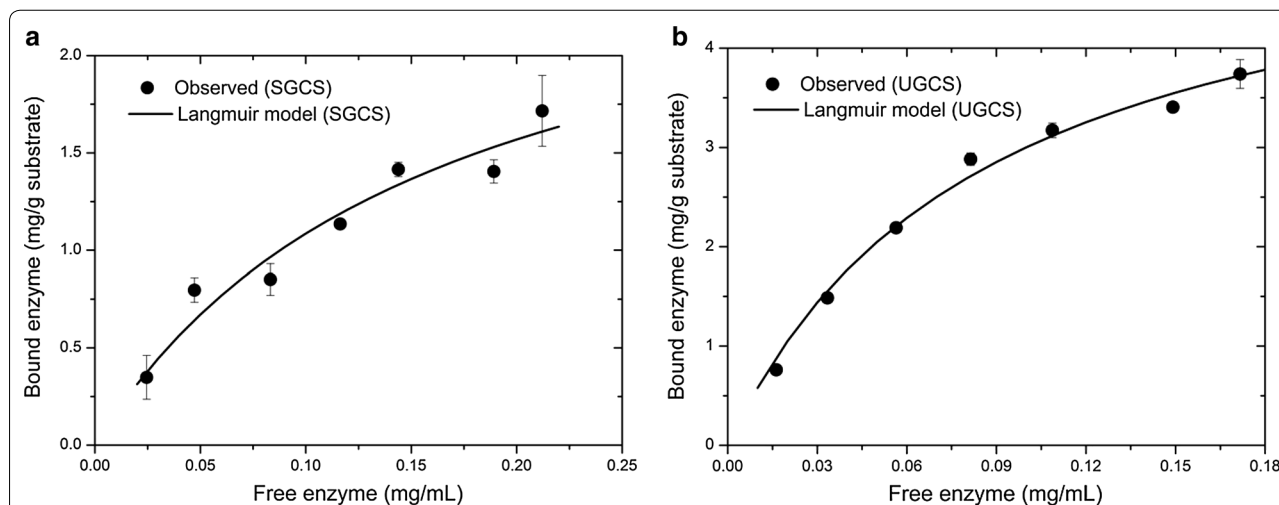 a
2.0
Observed (SGCS)
Langmuir model (SGCS)
1.5
1.0
0.5
0.0
0.00 0.05 0.10 0.15 0.20 0.25
Bound enzyme (mg/g substrate)
Free enzyme (mg/mL)
b
4
Observed (UGCS)
Langmuir model (UGCS)
3
2
1
0
0.00 0.03 0.06 0.09 0.12 0.15 0.18
Bound enzyme (mg/g substrate)
Free enzyme (mg/mL)